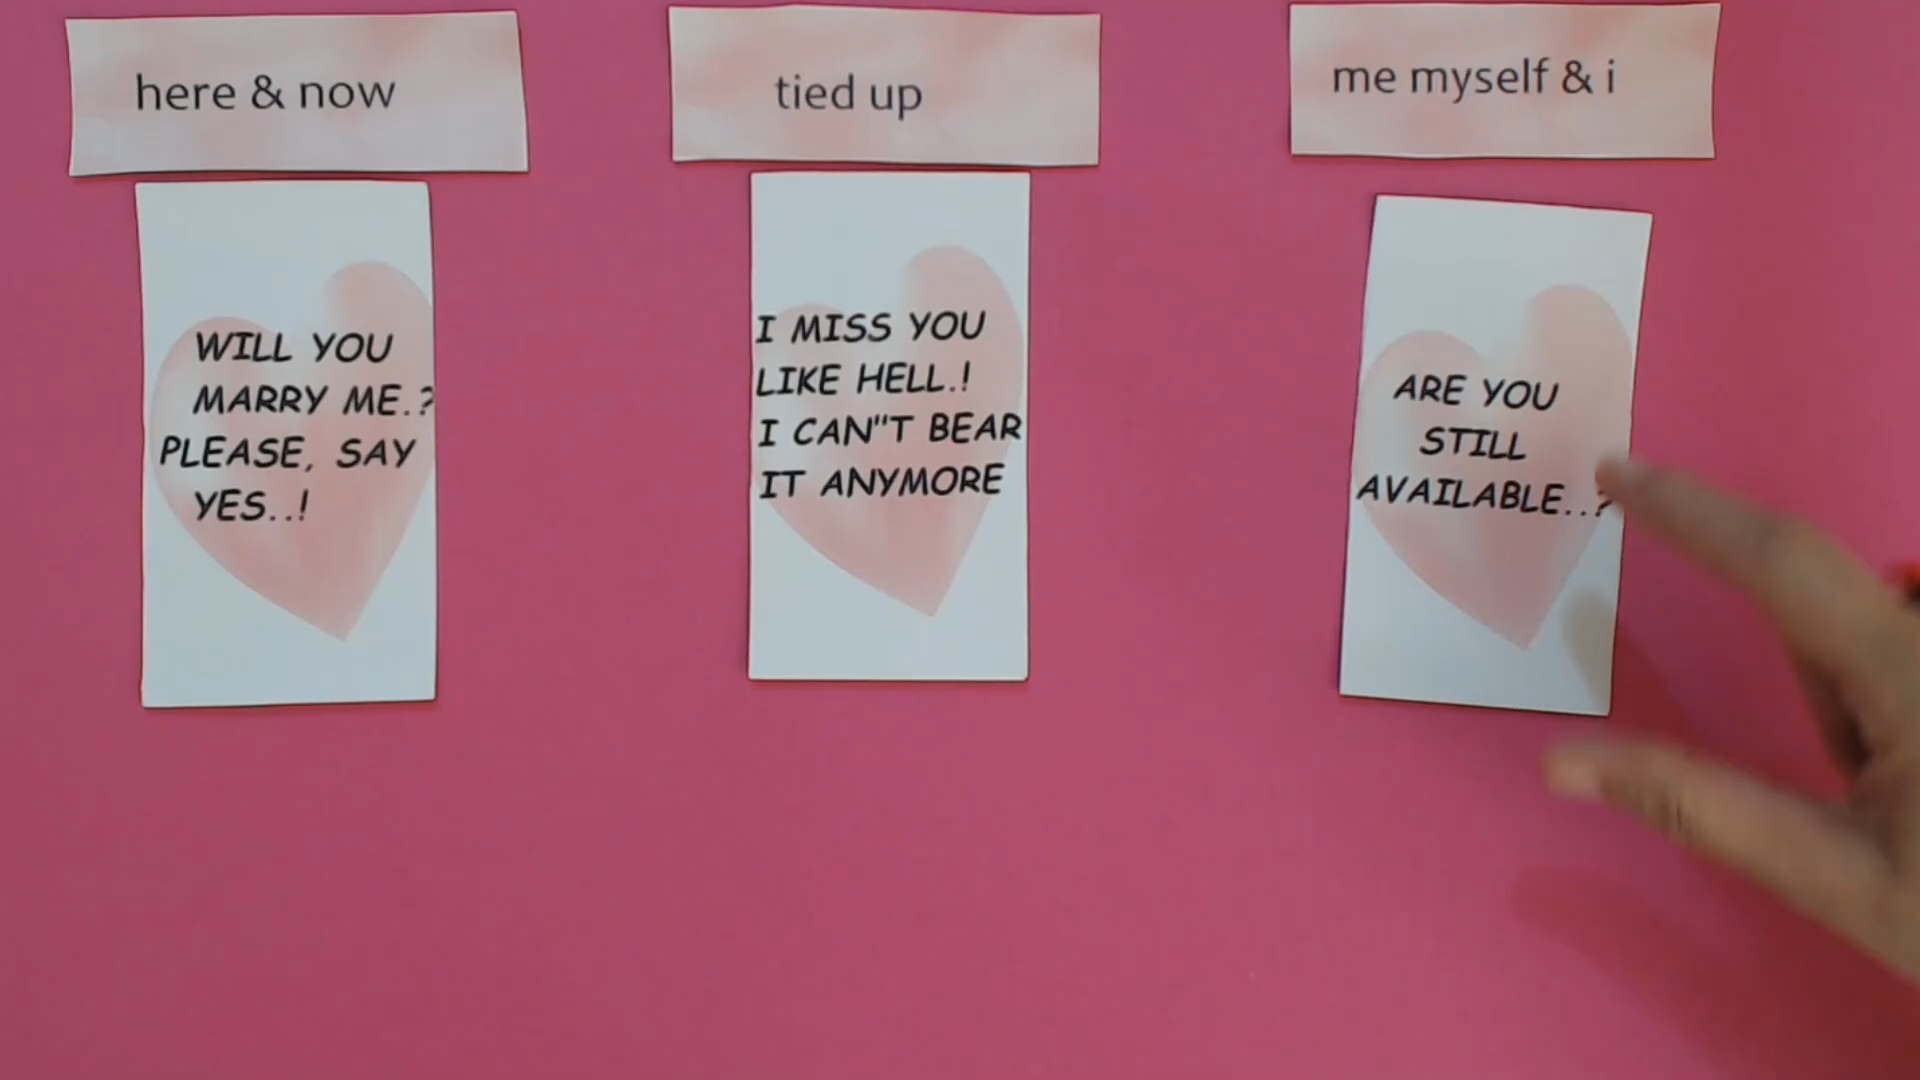 here & now
tied up
me myself & i
WILL YOU
MARRY ME.?
PLEASE, SAY
YES..!
I MISS YOU
LIKE HELL.!
I CAN"T BEAR
IT ANYMORE
ARE YOU
STILL
AVAILABLE..?